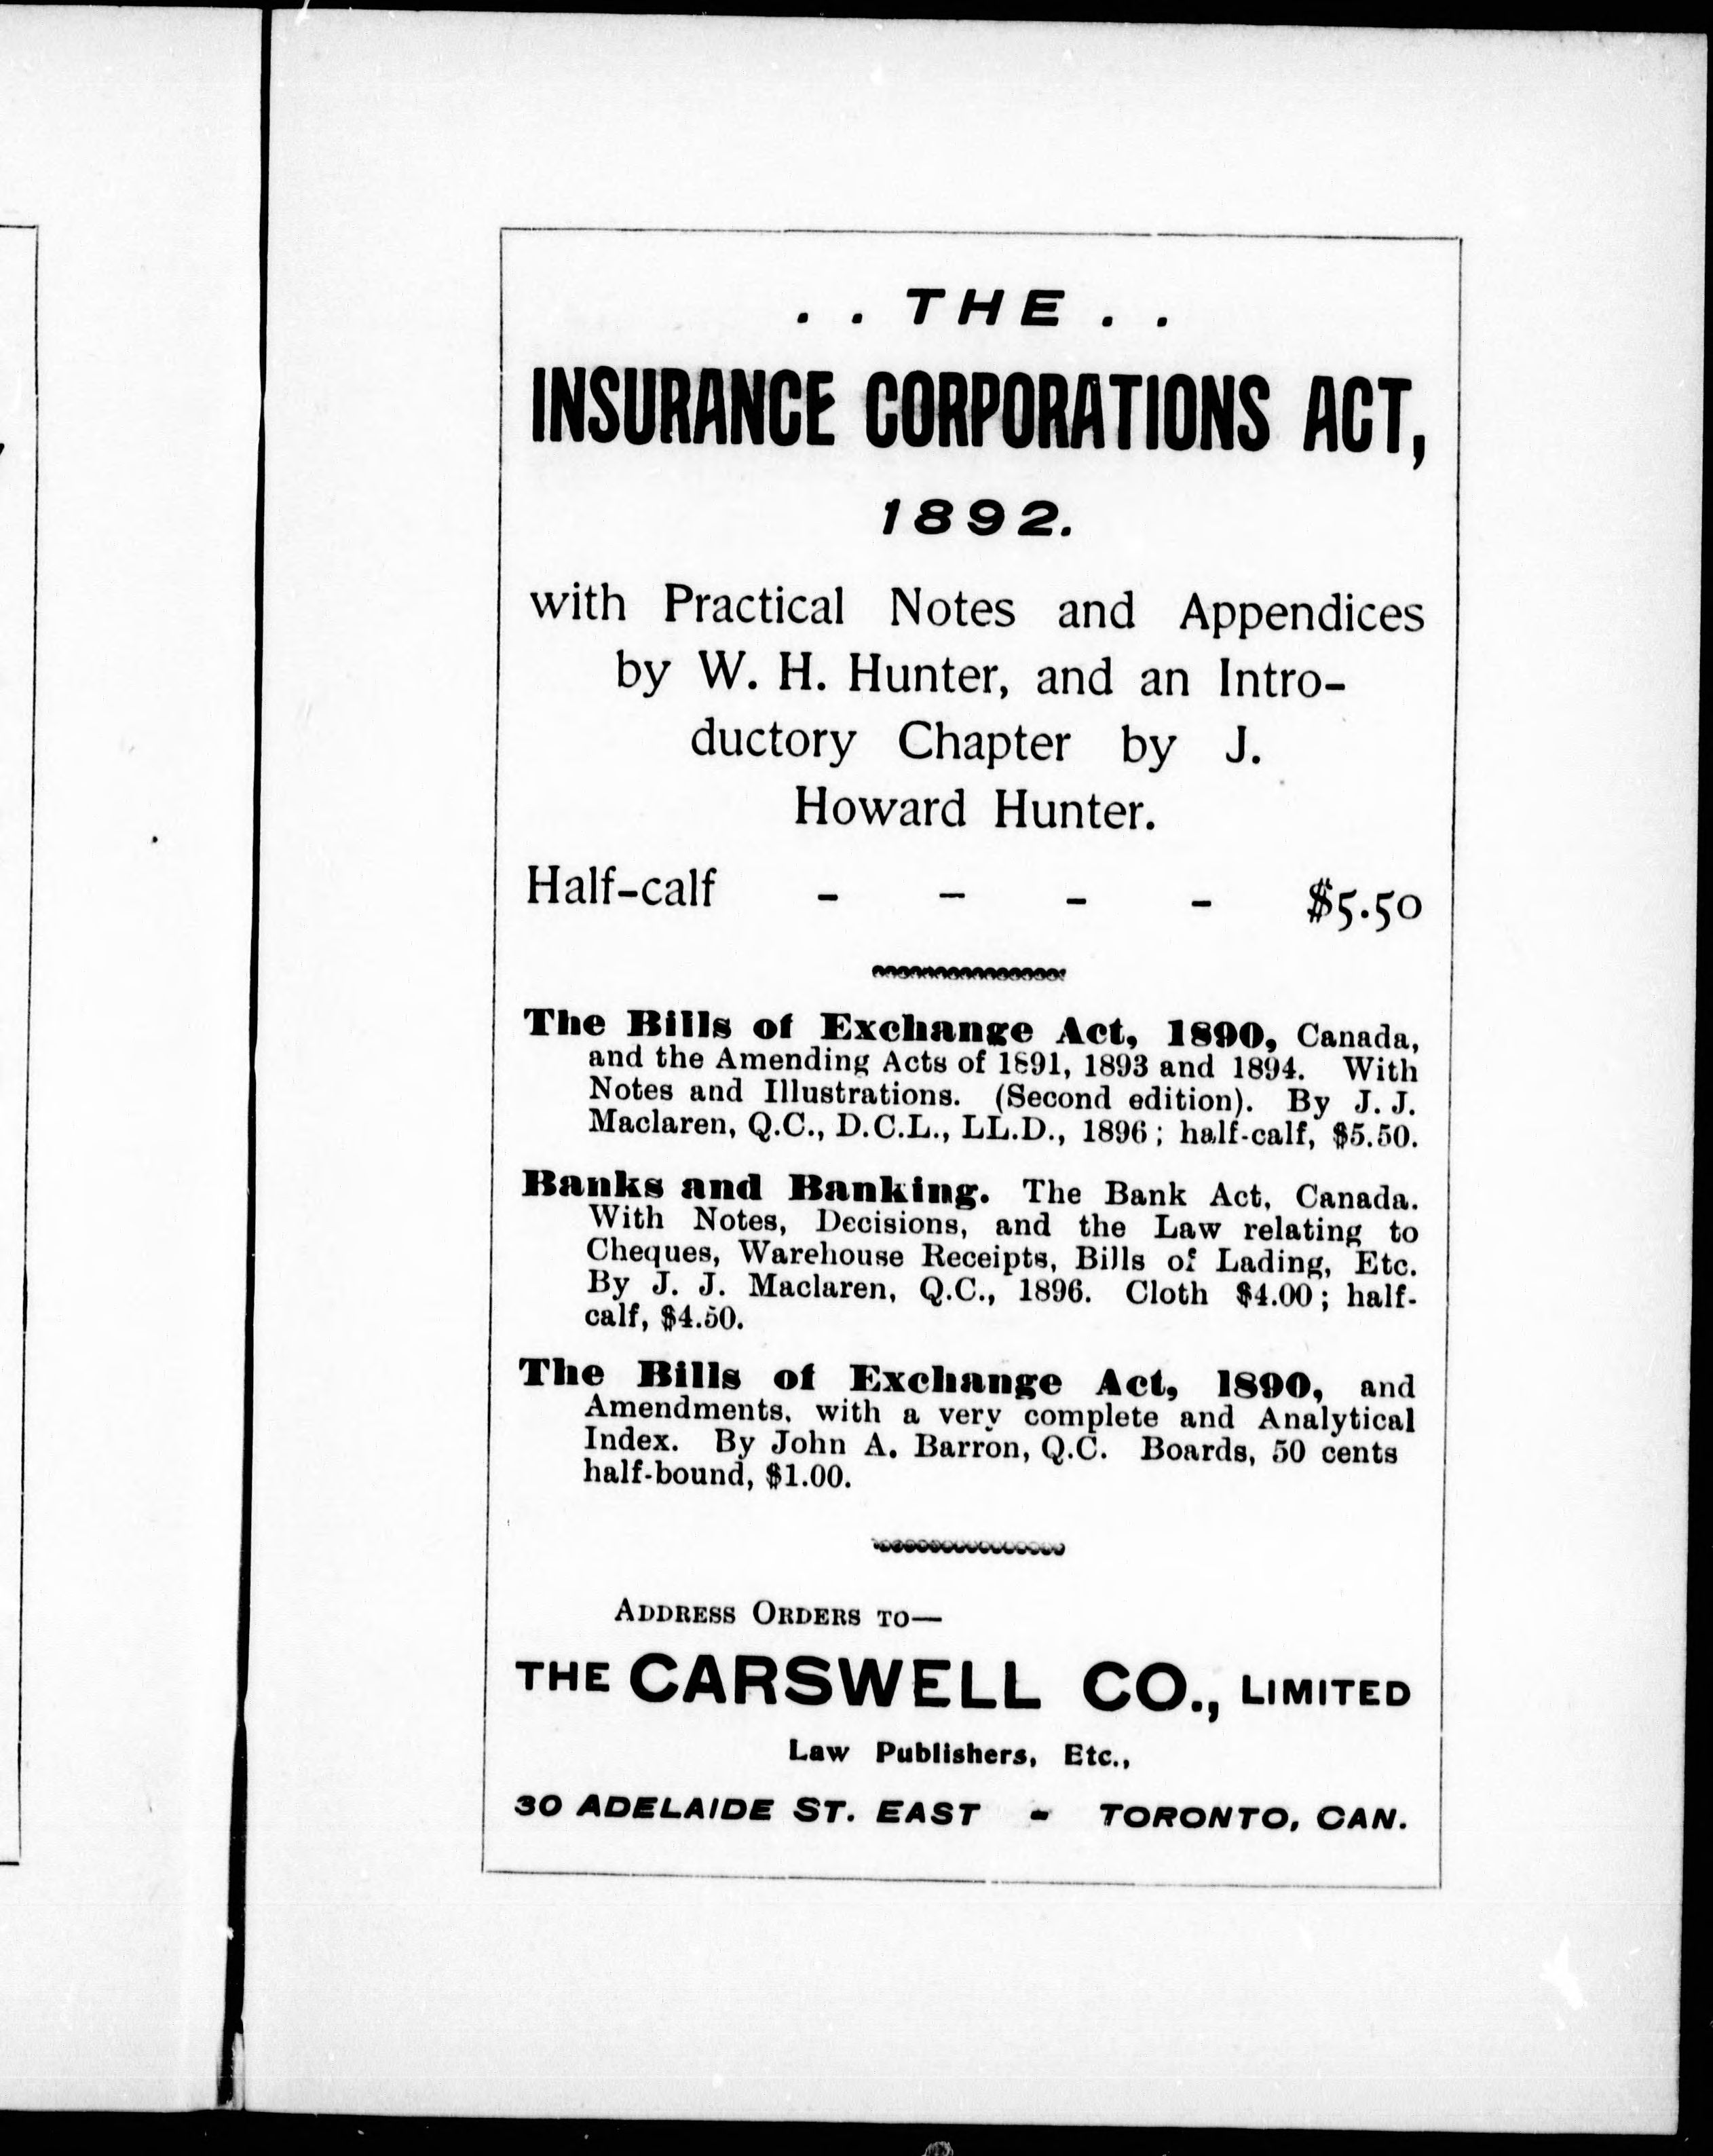 . . THE . .
INSURANCE CORPORATIONS ACT,
1892.
with Practical Notes and Appendices
by W. H. Hunter, and an Intro-
ductory Chapter by J.
Howard Hunter.
Half-calf - - - - $5.50
The Bills of Exchange Act, 1890, Canada,
and the Amending Acts of 1891, 1893 and 1894. With
Notes and Illustrations. (Second edition). By J. J.
Maclaren, Q.C., D.C.L., LL.D., 1896; half-calf, $5.50.
Banks and Banking. The Bank Act, Canada.
With Notes, Decisions, and the Law relating to
Cheques, Warehouse Receipts, Bills of Lading, Etc.
By J. J. Maclaren, Q.C., 1896. Cloth $4.00; half-
calf, $4.50.
The Bills of Exchange Act, 1890, and
Amendments, with a very complete and Analytical
Index. By John A. Barron, Q.C. Boards, 50 cents
half-bound, $1.00.
ADDRESS ORDERS TO—
THE CARSWELL CO., LIMITED
Law Publishers, Etc.,
30 ADELAIDE ST. EAST - TORONTO, CAN.